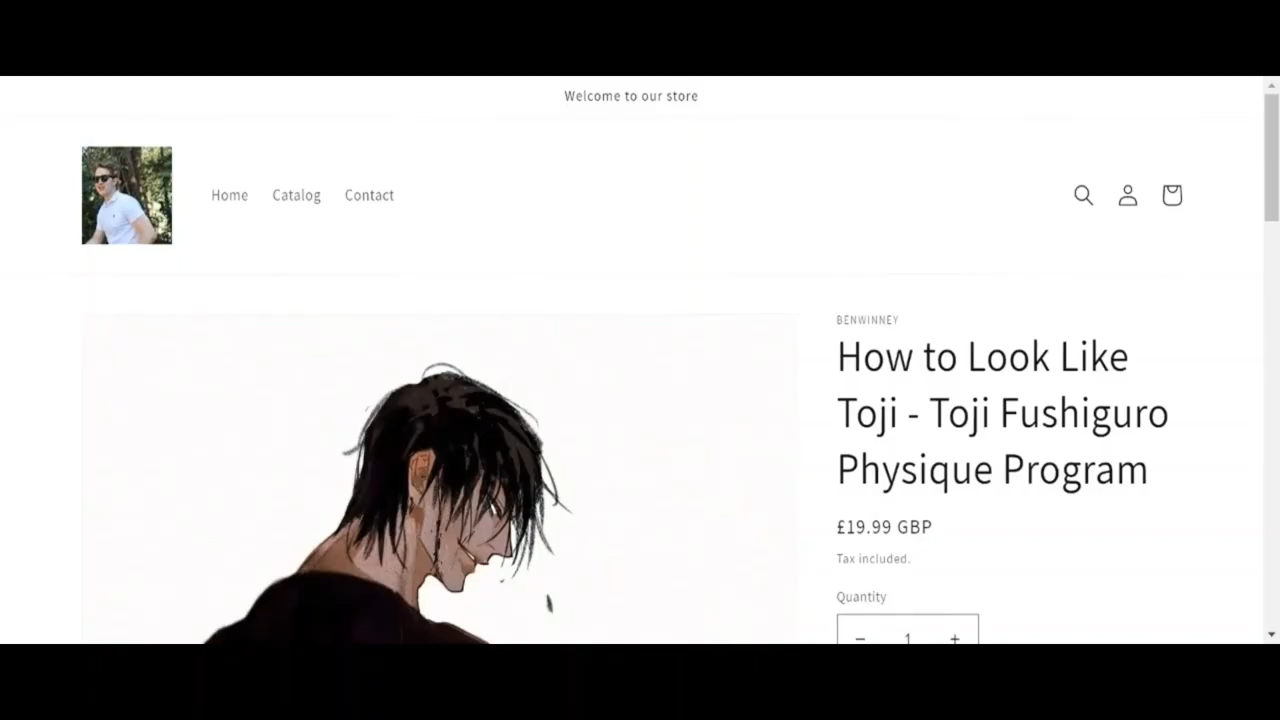 Welcome to our store
Home
Catalog
Contact
BENWINNEY
How to Look Like
Toji - Toji Fushiguro
Physique Program
£19.99 GBP
Tax included.
Quantity
− 1 +